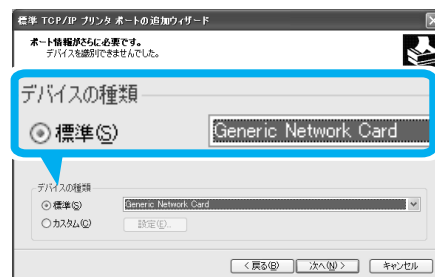 標準 TCP/IP プリンタ ポートの追加ウィザード
ポート情報がさらに必要です。
デバイスを識別できませんでした。
デバイスの種類
標準(S)
Generic Network Card
デバイスの種類
標準(S)
Generic Network Card
カスタム(C)
設定(E)...
< 戻る(B)
次へ(N) >
キャンセル